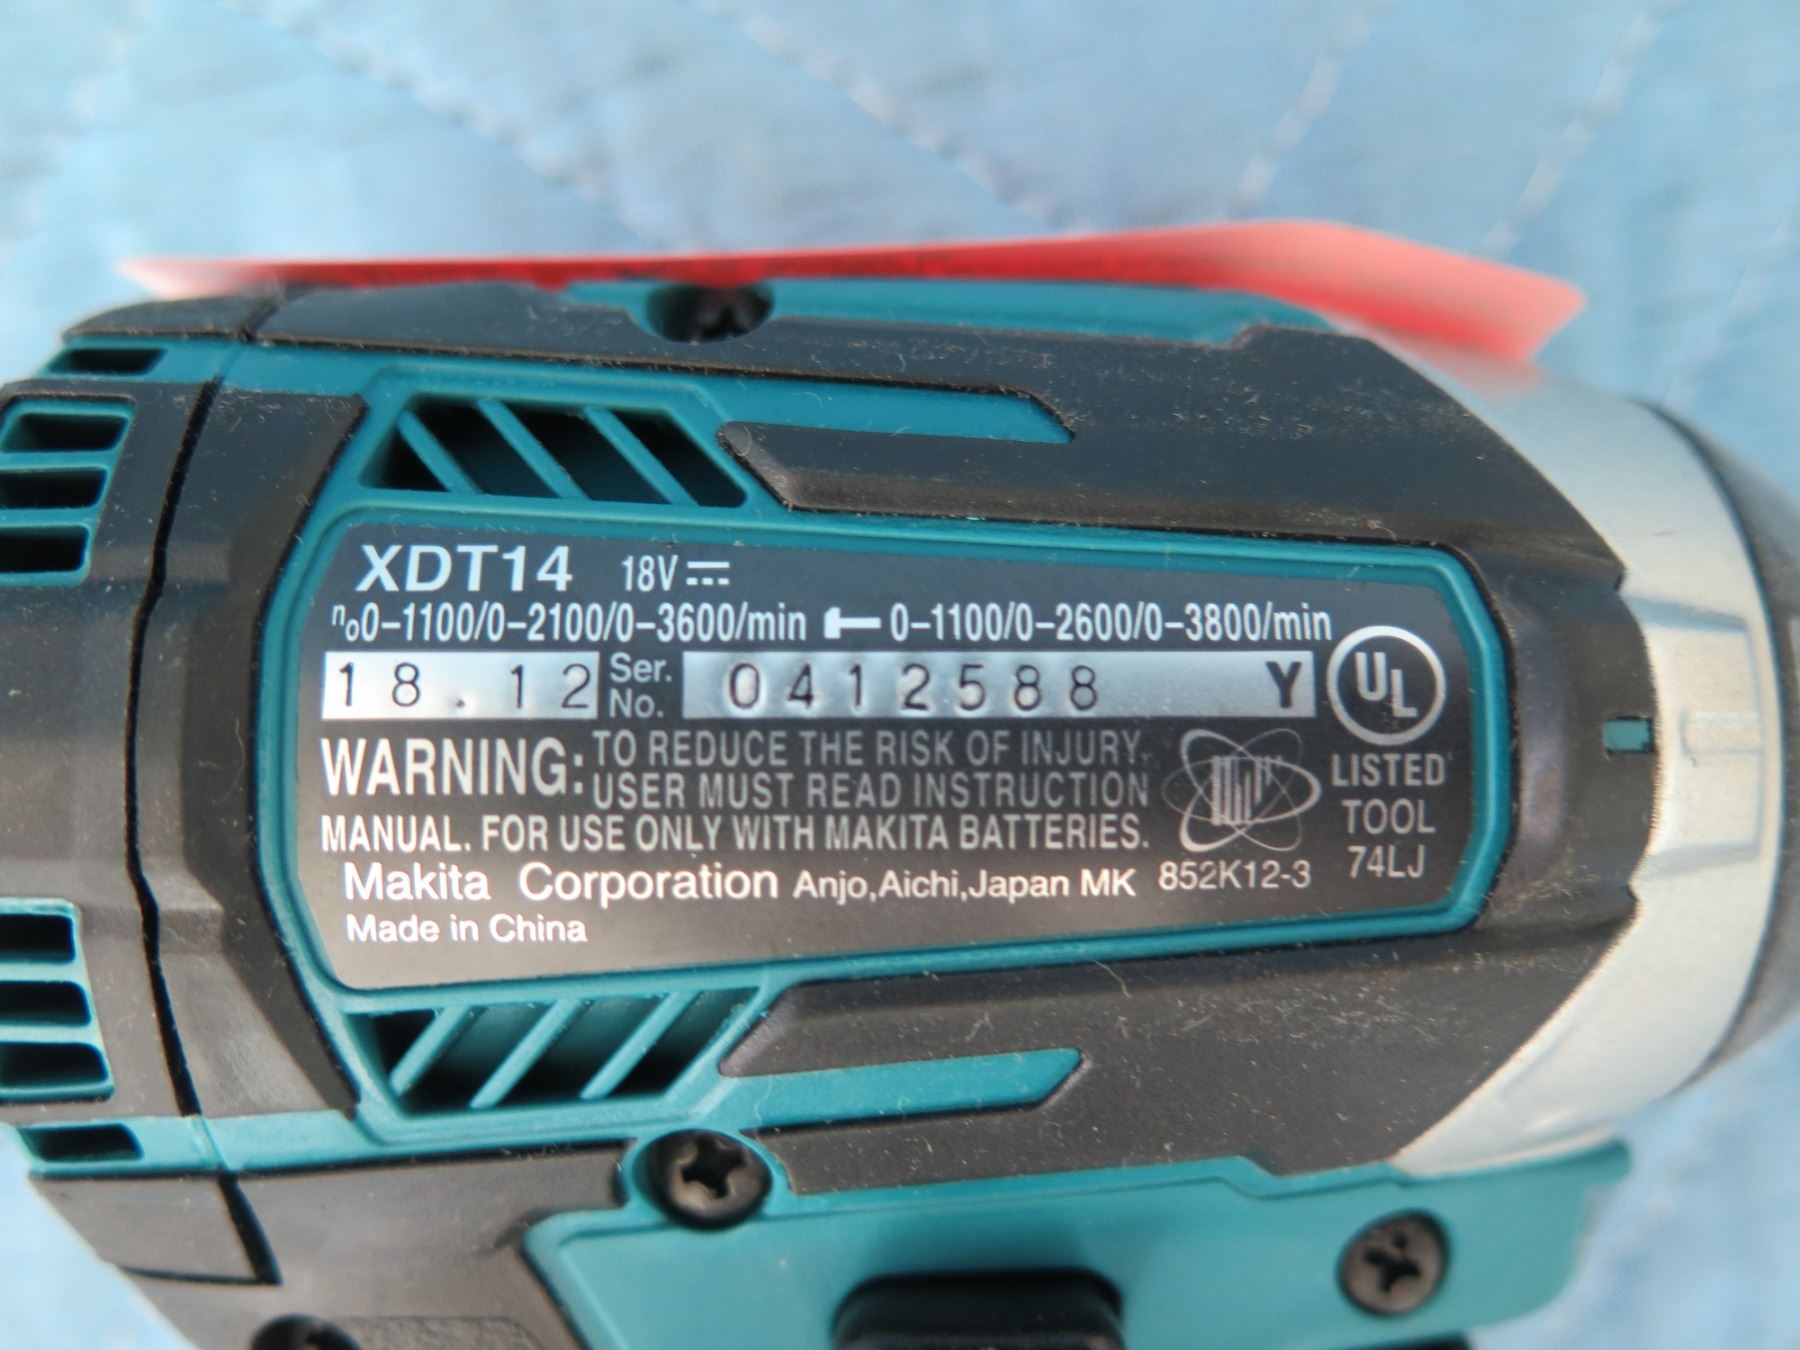 XDT14 18V
n₀0-1100/0-2100/0-3600/min 0-1100/0-2600/0-3800/min
18.12 Ser. No. 0412588 Y
UL
WARNING: TO REDUCE THE RISK OF INJURY,
USER MUST READ INSTRUCTION
MANUAL. FOR USE ONLY WITH MAKITA BATTERIES.
LISTED
TOOL
74LJ
Makita Corporation Anjo,Aichi,Japan MK 852K12-3
Made in China